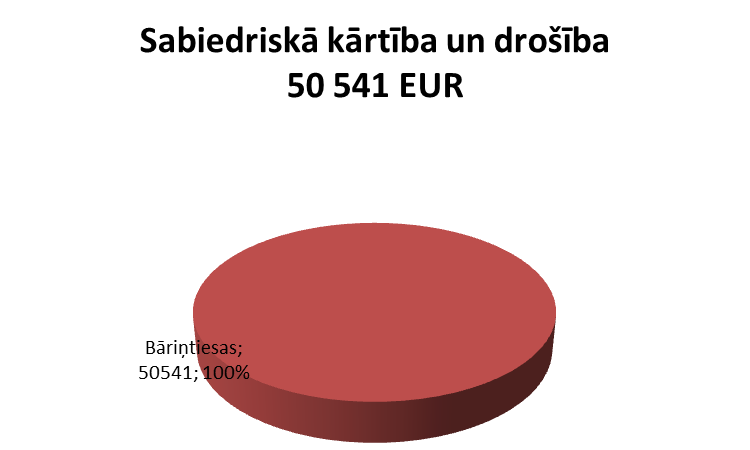 Sabiedriskā kārtība un drošība
50 541 EUR
Bāriņtiesas;
50541; 100%